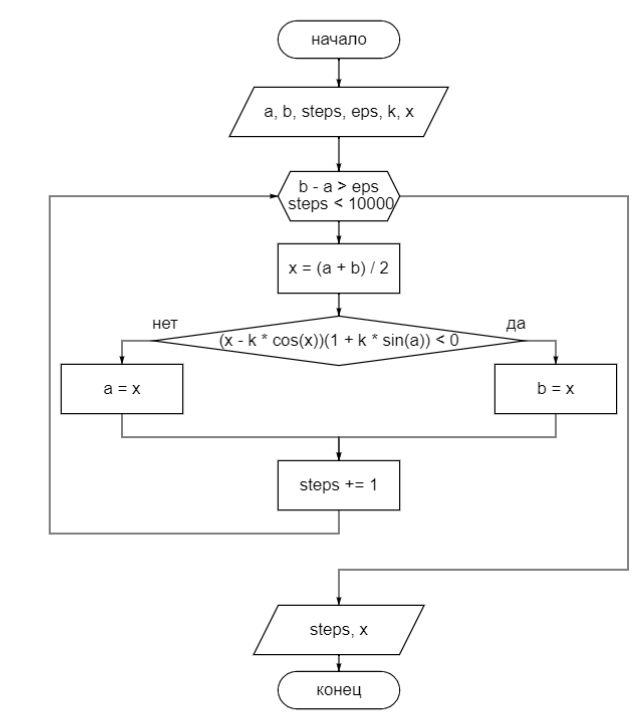 начало
a, b, steps, eps, k, x
b - a > eps
steps < 10000
x = (a + b) / 2
нет
да
(x - k * cos(x))(1 + k * sin(a)) < 0
a = x
b = x
steps += 1
steps, x
конец